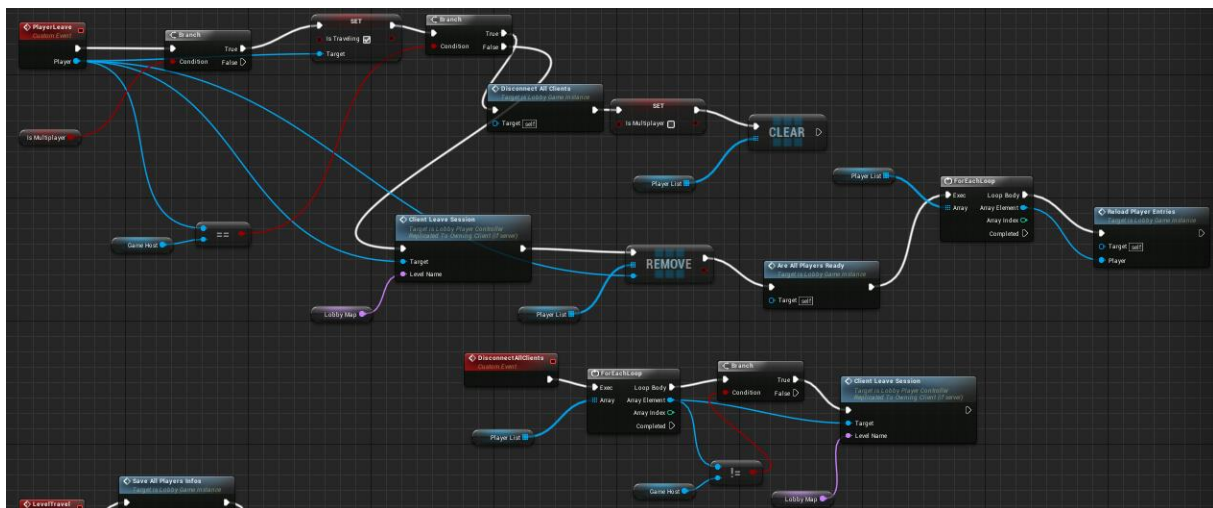 PlayerLeave
Custom Event
Player
Is Multiplayer
Branch
True
Condition
False
SET
Is Traveling
Target
Branch
True
Condition
False
Disconnect All Clients
Target is Lobby Game Instance
Target self
SET
Is Multiplayer
CLEAR
Player List
Game Host
==
Client Leave Session
Target is Lobby Player Controller
Replicated To Owning Client (if server)
Target
Level Name
Lobby Map
REMOVE
Player List
Are All Players Ready
Target is Lobby Game Instance
Target self
Player List
ForEachLoop
Exec
Loop Body
Array
Array Element
Array Index
Completed
Reload Player Entries
Target is Lobby Game Instance
Target self
Player
DisconnectAllClients
Custom Event
Player List
ForEachLoop
Exec
Loop Body
Array
Array Element
Array Index
Completed
Branch
True
Condition
False
!=
Game Host
Client Leave Session
Target is Lobby Player Controller
Replicated To Owning Client (if server)
Target
Level Name
Lobby Map
Save All Players Infos
Target is Lobby Game Instance
LevelTravel